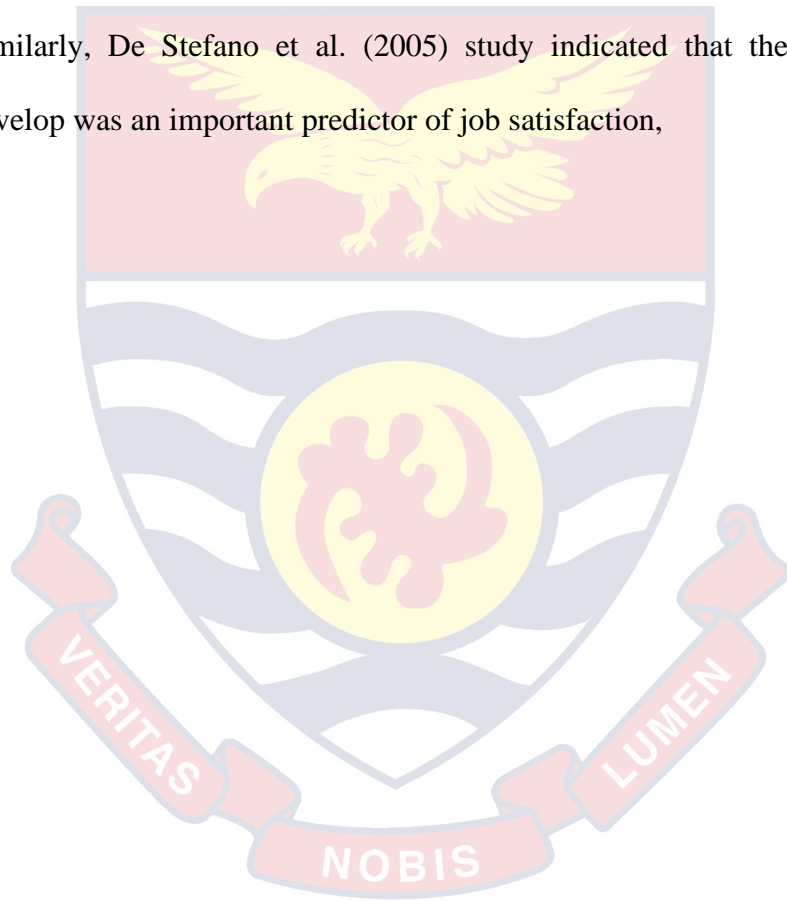 milarly, De Stefano et al. (2005) study indicated that the
velop was an important predictor of job satisfaction,
VERITAS
NOBIS
LUMEN